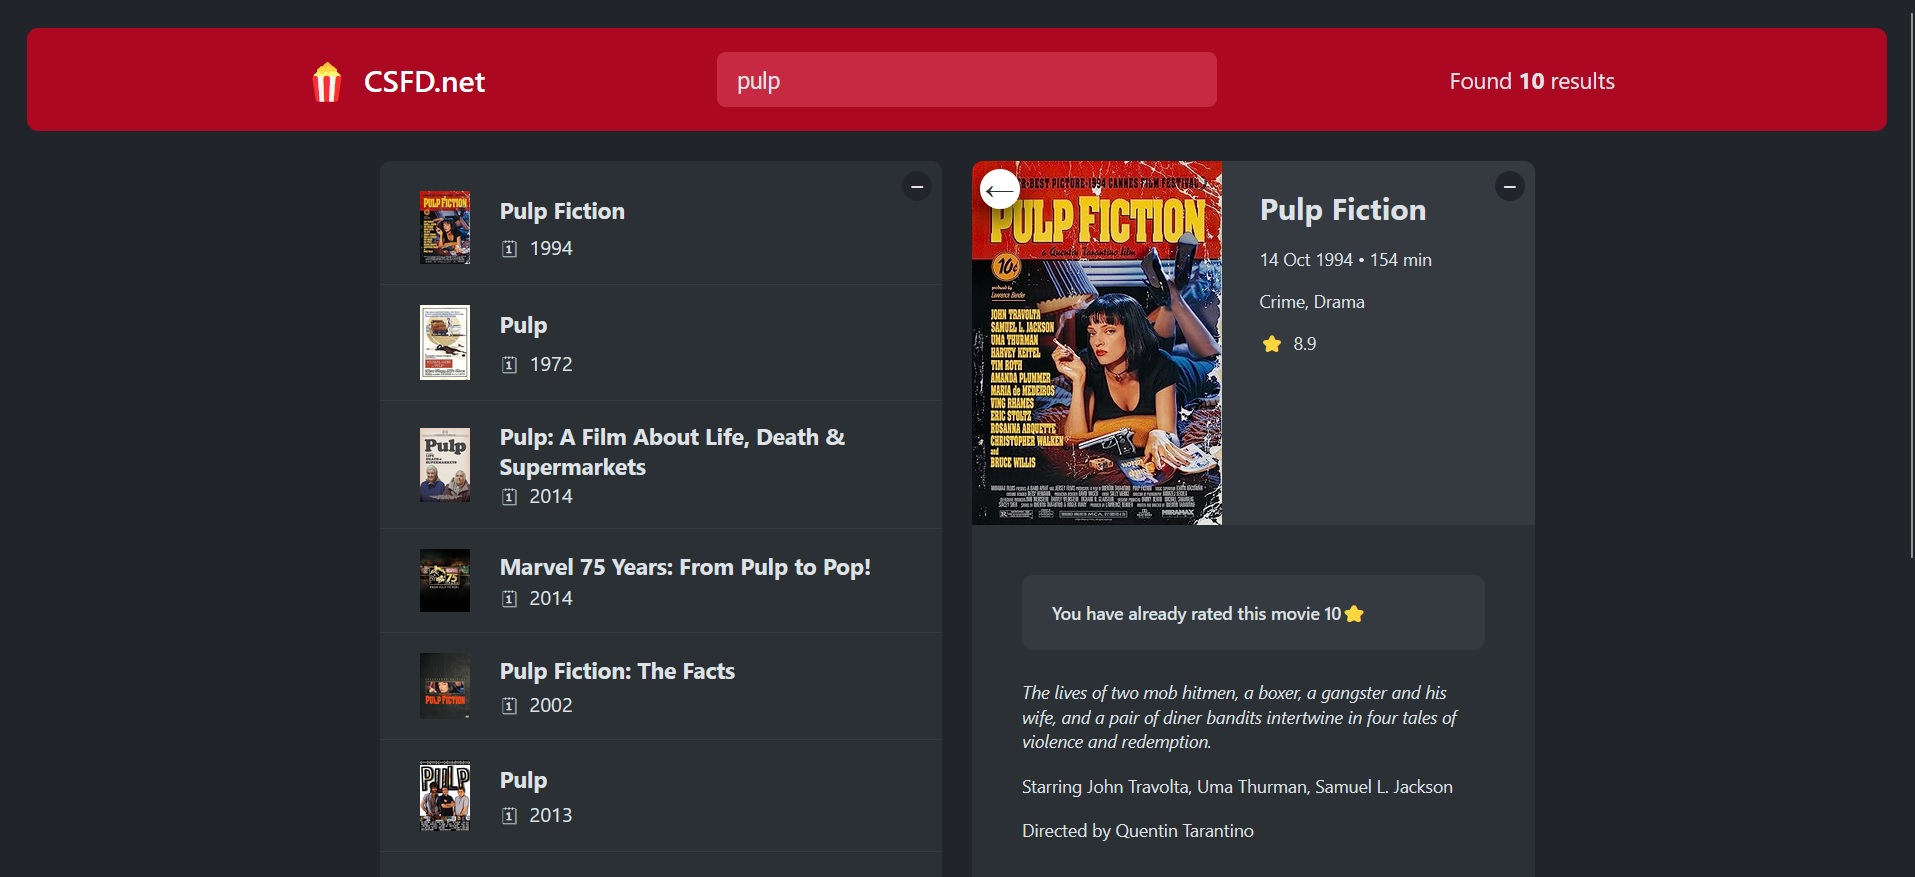 CSFD.net
pulp
Found 10 results
Pulp Fiction
1994
Pulp
1972
Pulp: A Film About Life, Death &
Supermarkets
2014
Marvel 75 Years: From Pulp to Pop!
2014
Pulp Fiction: The Facts
2002
Pulp
2013
R-BEST PICTURE-1994 CANNES FILM FESTIVAL
PULP FICTION
a Quentin Tarantino film
10¢
produced by
Lawrence Bender
JOHN TRAVOLTA
SAMUEL L. JACKSON
UMA THURMAN
HARVEY KEITEL
TIM ROTH
AMANDA PLUMMER
MARIA de MEDEIROS
VING RHAMES
ERIC STOLTZ
ROSANNA ARQUETTE
CHRISTOPHER WALKEN
and
BRUCE WILLIS
MIRAMAX
Pulp Fiction
14 Oct 1994 • 154 min
Crime, Drama
8.9
You have already rated this movie 10
The lives of two mob hitmen, a boxer, a gangster and his
wife, and a pair of diner bandits intertwine in four tales of
violence and redemption.
Starring John Travolta, Uma Thurman, Samuel L. Jackson
Directed by Quentin Tarantino